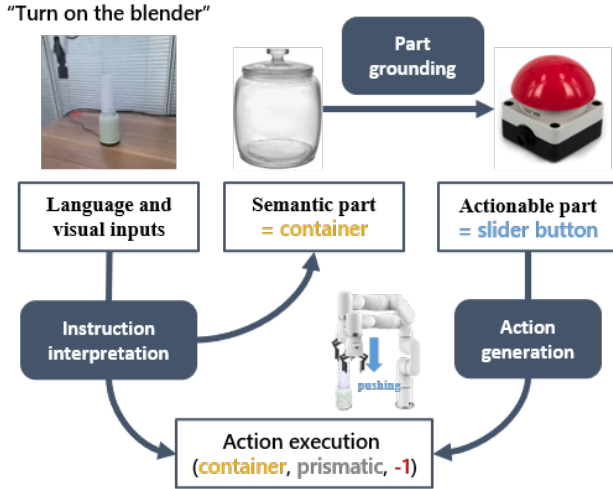 “Turn on the blender”
Part
grounding
Language and
visual inputs
Semantic part
= container
Actionable part
= slider button
Instruction
interpretation
pushing
Action
generation
Action execution
(container, prismatic, -1)